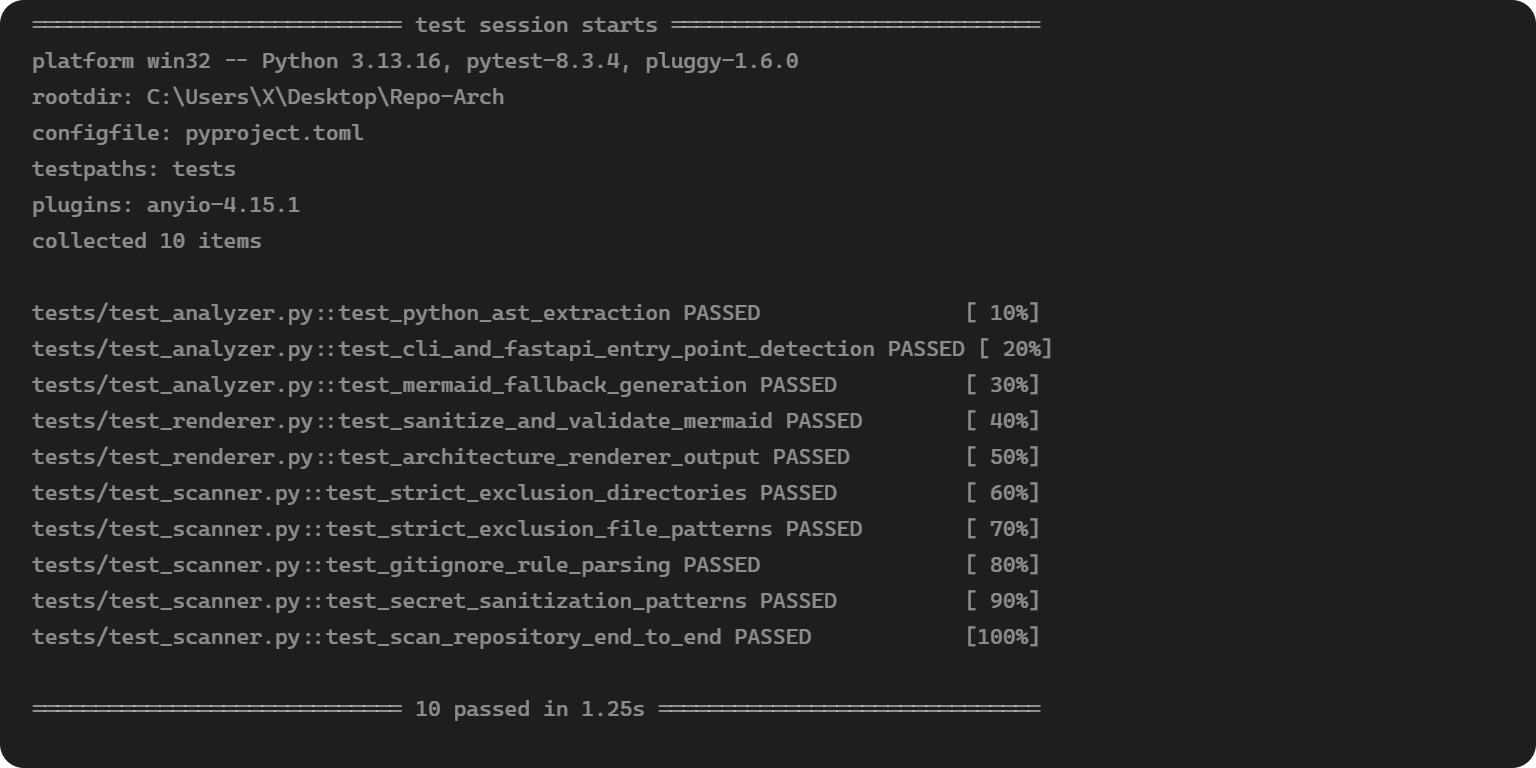 ============================= test session starts =============================
platform win32 -- Python 3.13.16, pytest-8.3.4, pluggy-1.6.0
rootdir: C:\Users\X\Desktop\Repo-Arch
configfile: pyproject.toml
testpaths: tests
plugins: anyio-4.15.1
collected 10 items
tests/test_analyzer.py::test_python_ast_extraction PASSED                [ 10%]
tests/test_analyzer.py::test_cli_and_fastapi_entry_point_detection PASSED [ 20%]
tests/test_analyzer.py::test_mermaid_fallback_generation PASSED          [ 30%]
tests/test_renderer.py::test_sanitize_and_validate_mermaid PASSED        [ 40%]
tests/test_renderer.py::test_architecture_renderer_output PASSED         [ 50%]
tests/test_scanner.py::test_strict_exclusion_directories PASSED          [ 60%]
tests/test_scanner.py::test_strict_exclusion_file_patterns PASSED        [ 70%]
tests/test_scanner.py::test_gitignore_rule_parsing PASSED                [ 80%]
tests/test_scanner.py::test_secret_sanitization_patterns PASSED          [ 90%]
tests/test_scanner.py::test_scan_repository_end_to_end PASSED            [100%]
============================= 10 passed in 1.25s ==============================